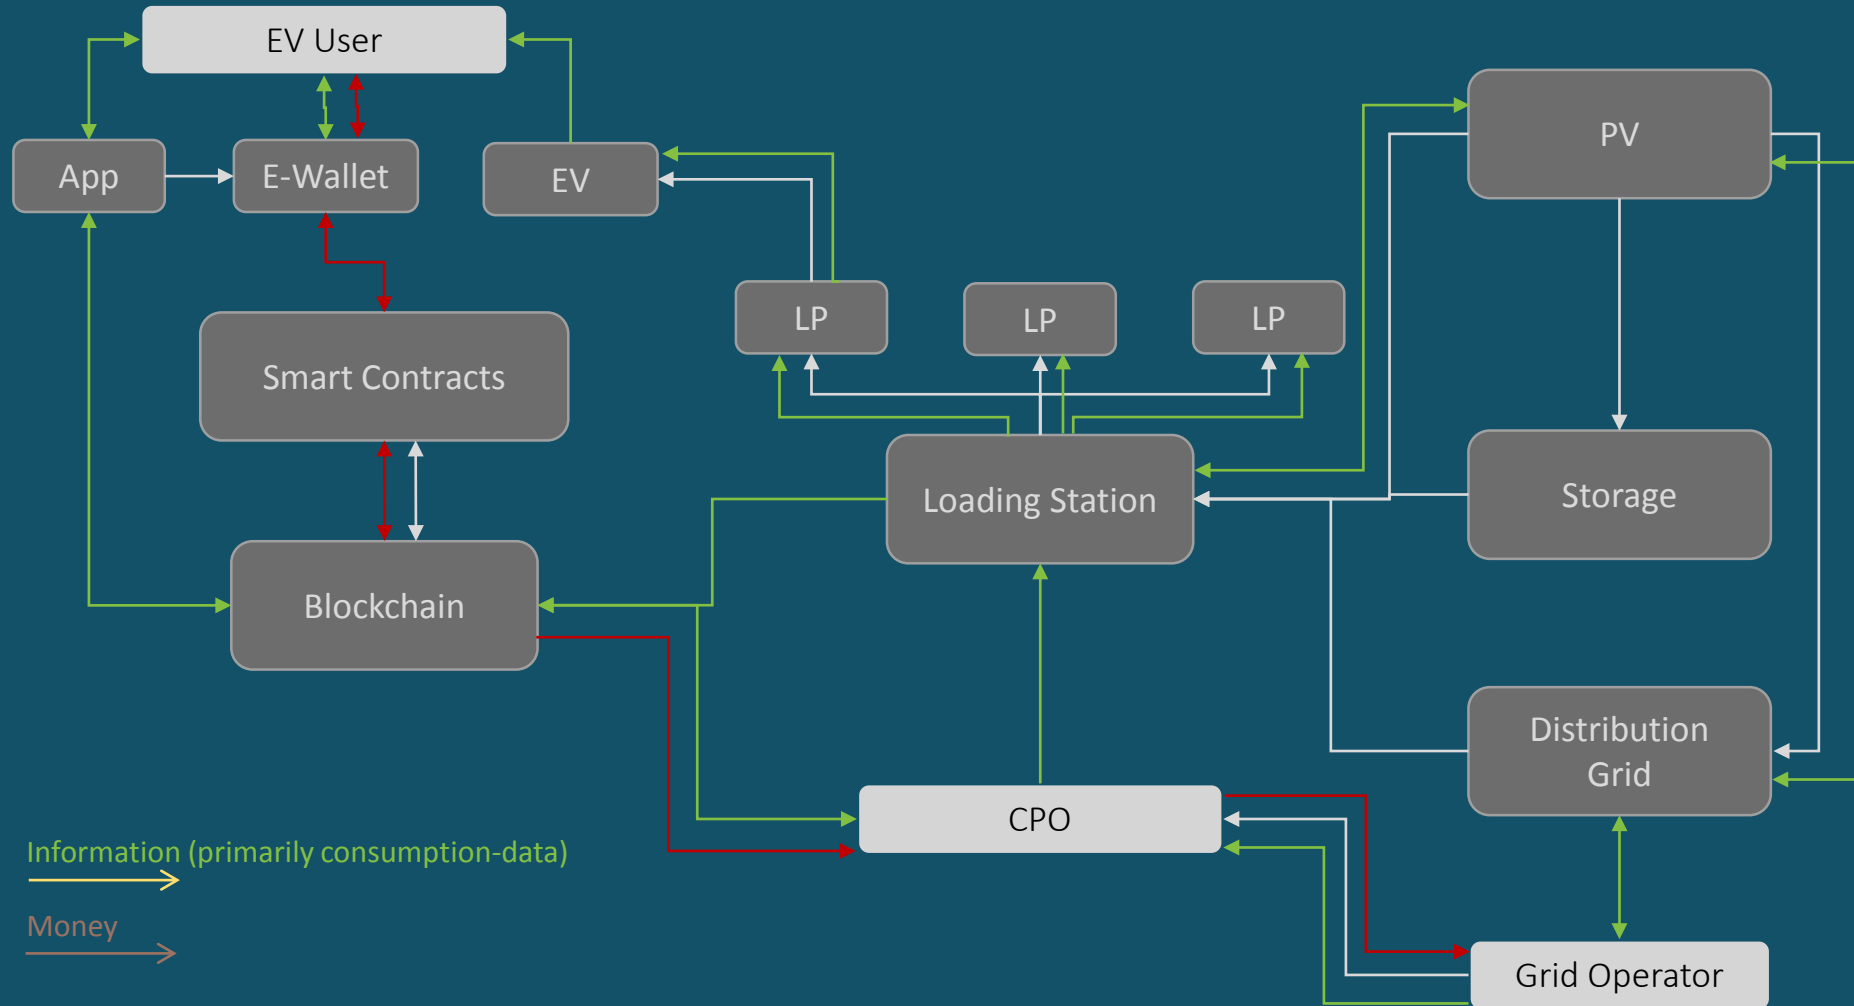 EV User
App
E-Wallet
EV
PV
LP
LP
LP
Smart Contracts
Loading Station
Storage
Blockchain
Distribution
Grid
CPO
Information (primarily consumption-data)
Money
Grid Operator